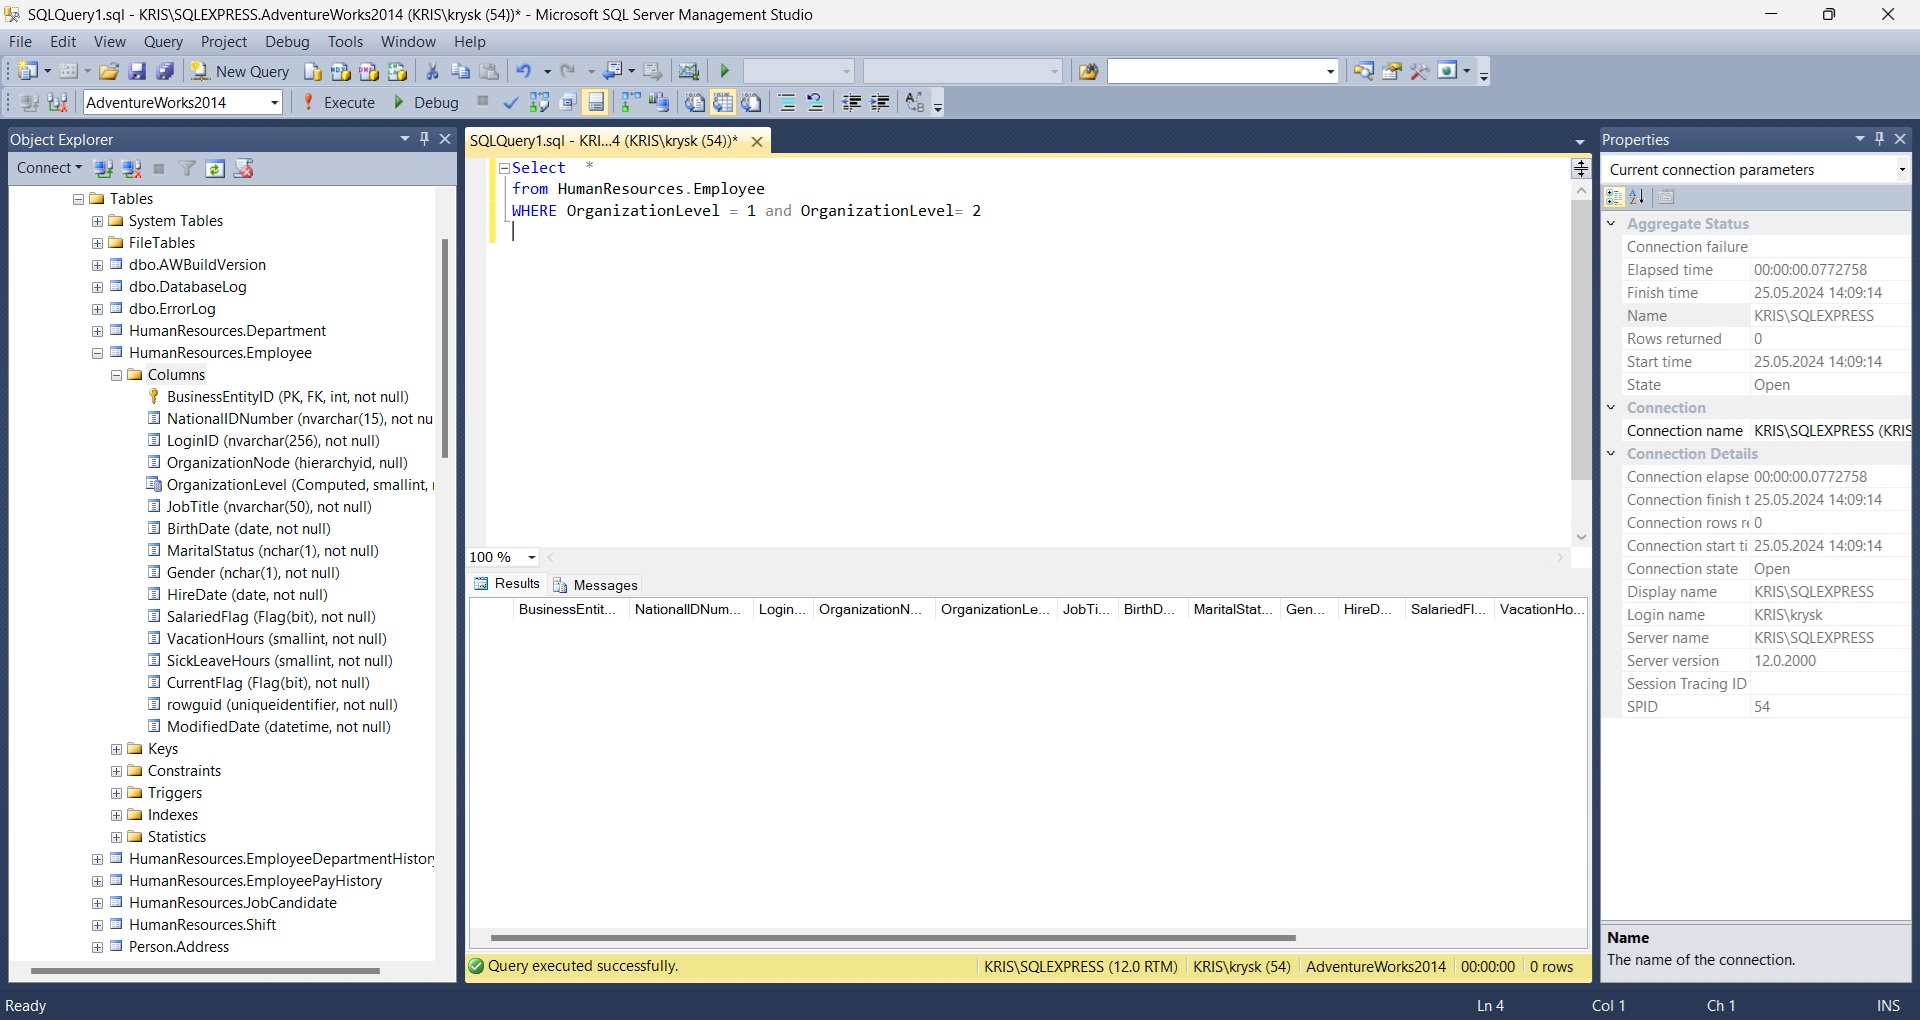 SQLQuery1.sql - KRIS\SQLEXPRESS.AdventureWorks2014 (KRIS\krysk (54))* - Microsoft SQL Server Management Studio
File Edit View Query Project Debug Tools Window Help
New Query
AdventureWorks2014 Execute Debug
Object Explorer
Connect
Tables
System Tables
FileTables
dbo.AWBuildVersion
dbo.DatabaseLog
dbo.ErrorLog
HumanResources.Department
HumanResources.Employee
Columns
BusinessEntityID (PK, FK, int, not null)
NationalIDNumber (nvarchar(15), not nu
LoginID (nvarchar(256), not null)
OrganizationNode (hierarchyid, null)
OrganizationLevel (Computed, smallint,
JobTitle (nvarchar(50), not null)
BirthDate (date, not null)
MaritalStatus (nchar(1), not null)
Gender (nchar(1), not null)
HireDate (date, not null)
SalariedFlag (Flag(bit), not null)
VacationHours (smallint, not null)
SickLeaveHours (smallint, not null)
CurrentFlag (Flag(bit), not null)
rowguid (uniqueidentifier, not null)
ModifiedDate (datetime, not null)
Keys
Constraints
Triggers
Indexes
Statistics
HumanResources.EmployeeDepartmentHistory
HumanResources.EmployeePayHistory
HumanResources.JobCandidate
HumanResources.Shift
Person.Address
SQLQuery1.sql - KRI...4 (KRIS\krysk (54))*
Select *
from HumanResources.Employee
WHERE OrganizationLevel = 1 and OrganizationLevel= 2
100 %
Results Messages
BusinessEntit... NationalIDNum... Login... OrganizationN... OrganizationLe... JobTi... BirthD... MaritalStat... Gen... HireD... SalariedFl... VacationHo...
Query executed successfully. KRIS\SQLEXPRESS (12.0 RTM) KRIS\krysk (54) AdventureWorks2014 00:00:00 0 rows
Properties
Current connection parameters
Aggregate Status
Connection failure
Elapsed time 00:00:00.0772758
Finish time 25.05.2024 14:09:14
Name KRIS\SQLEXPRESS
Rows returned 0
Start time 25.05.2024 14:09:14
State Open
Connection
Connection name KRIS\SQLEXPRESS (KRIS
Connection Details
Connection elapse 00:00:00.0772758
Connection finish t 25.05.2024 14:09:14
Connection rows re 0
Connection start ti 25.05.2024 14:09:14
Connection state Open
Display name KRIS\SQLEXPRESS
Login name KRIS\krysk
Server name KRIS\SQLEXPRESS
Server version 12.0.2000
Session Tracing ID
SPID 54
Name
The name of the connection.
Ready Ln 4 Col 1 Ch 1 INS